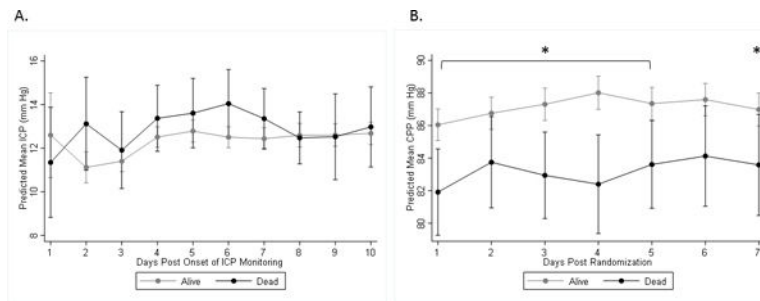 A.
B.
*
*
Predicted Mean ICP (mm Hg)
16
14
12
10
8
1 2 3 4 5 6 7 8 9 10
Days Post Onset of ICP Monitoring
Alive Dead
Predicted Mean CPP (mm Hg)
90
88
86
84
82
80
1 2 3 4 5 6 7
Days Post Randomization
Alive Dead